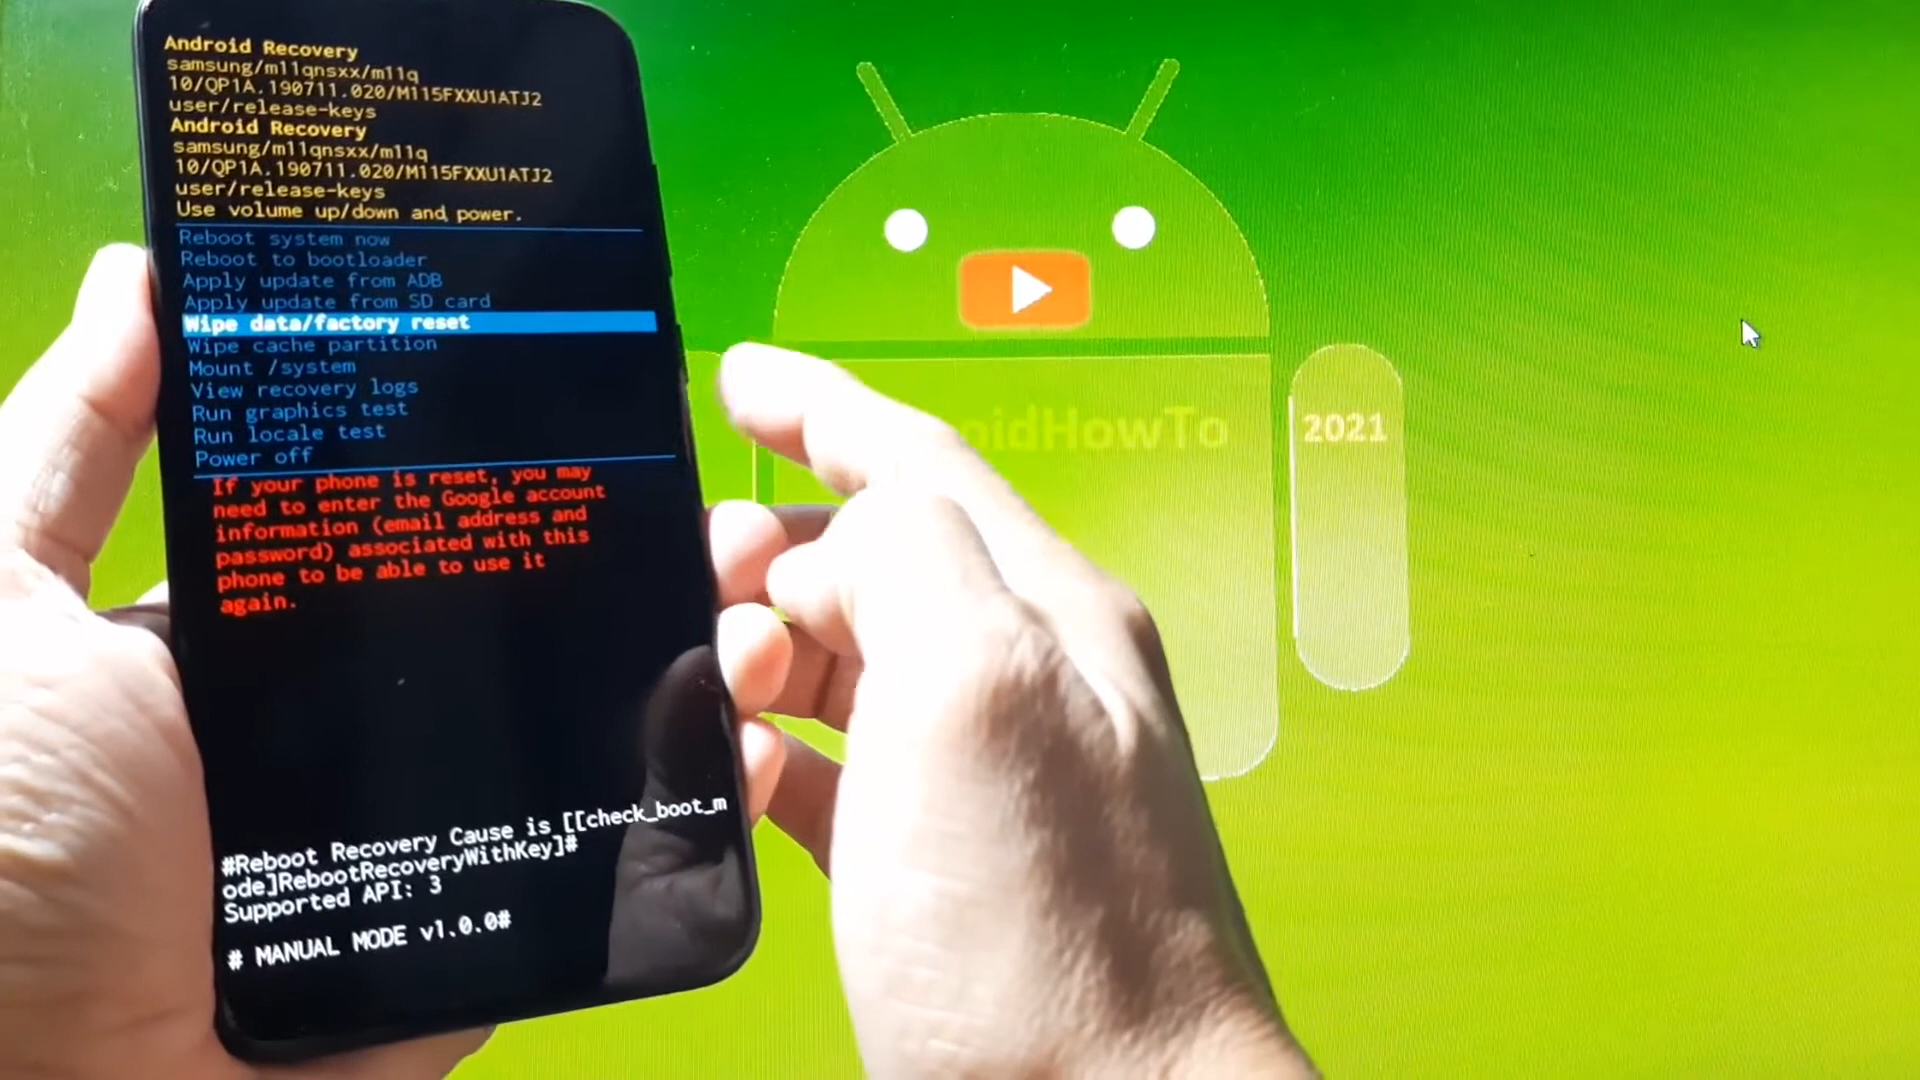 Android Recovery
samsung/m11qnsxx/m11q
10/QP1A.190711.020/M115FXXU1ATJ2
user/release-keys
Android Recovery
samsung/m11qnsxx/m11q
10/QP1A.190711.020/M115FXXU1ATJ2
user/release-keys
Use volume up/down and power.
Reboot system now
Reboot to bootloader
Apply update from ADB
Apply update from SD card
Wipe data/factory reset
Wipe cache partition
Mount /system
View recovery logs
Run graphics test
Run locale test
Power off
If your phone is reset, you may
need to enter the Google account
information (email address and
password) associated with this
phone to be able to use it
again.
#Reboot Recovery Cause is [[check_boot_m
ode]RebootRecoveryWithKey]#
Supported API: 3
# MANUAL MODE v1.0.0#
oidHowTo
2021